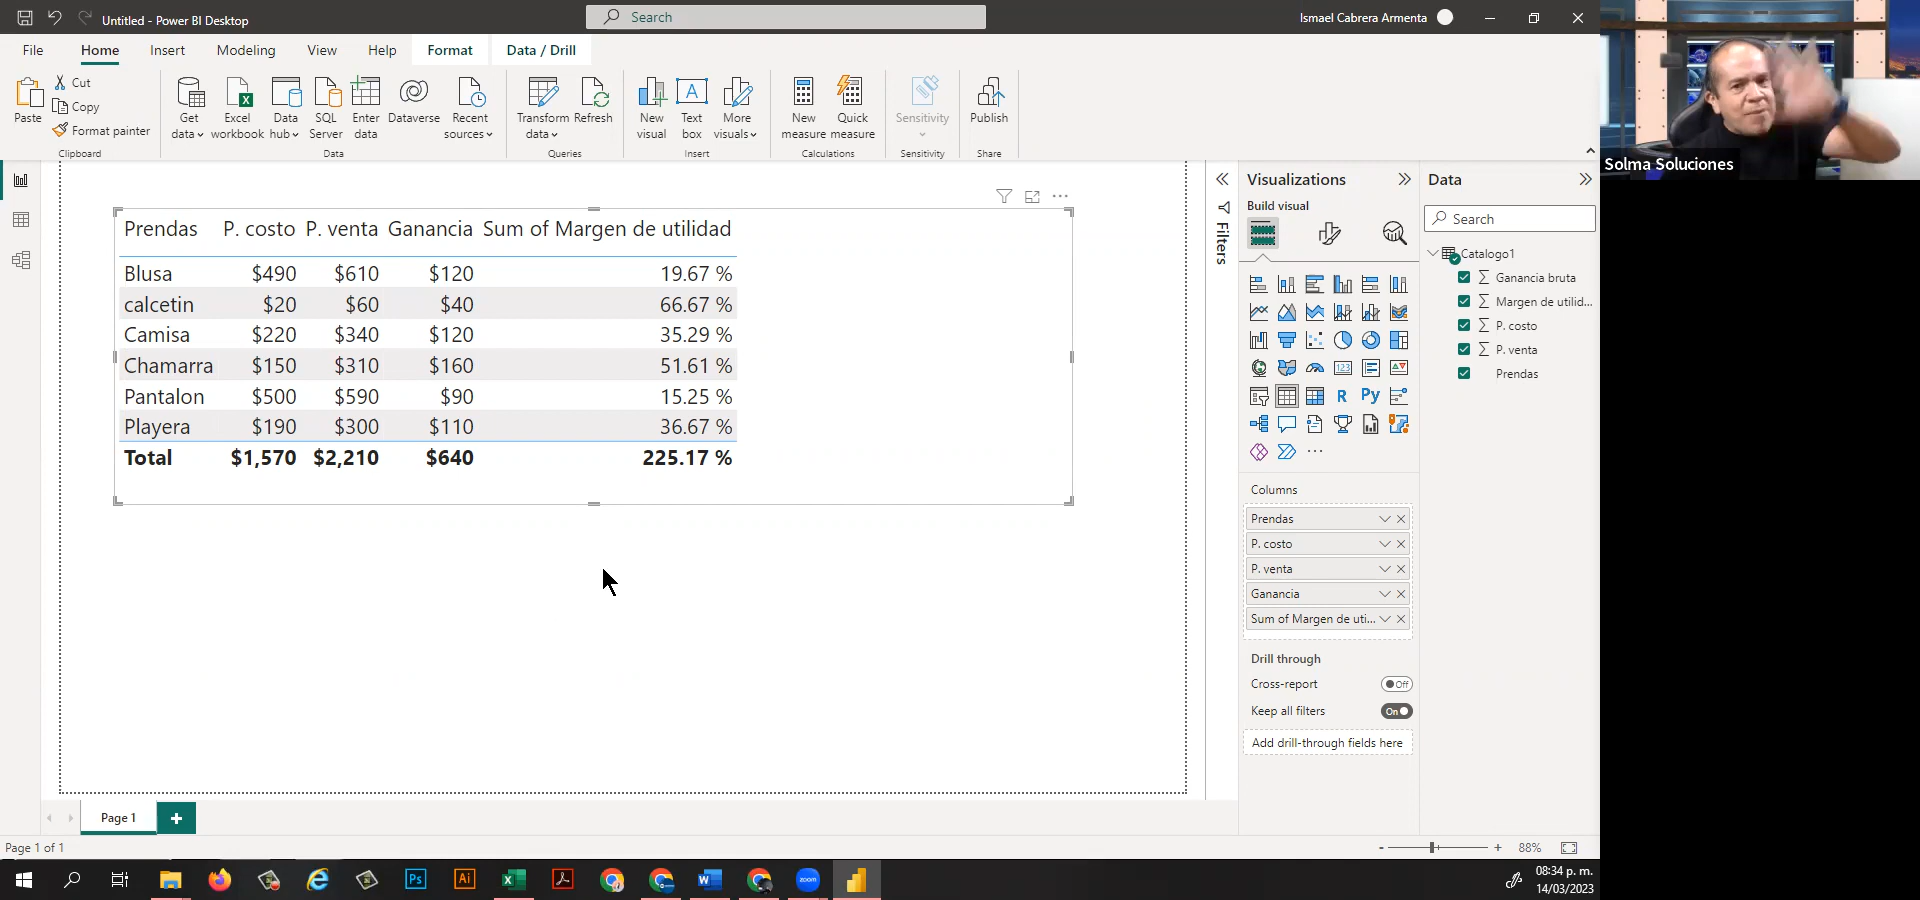 Untitled - Power BI Desktop
Search
Ismael Cabrera Armenta
File
Home
Insert
Modeling
View
Help
Format
Data / Drill
Paste
Cut
Copy
Format painter
Clipboard
Get data
Excel workbook
Data hub
SQL Server
Enter data
Dataverse
Recent sources
Data
Transform data
Refresh
Queries
New visual
Text box
More visuals
Insert
New measure
Quick measure
Calculations
Sensitivity
Sensitivity
Publish
Share
Solma Soluciones
Prendas P. costo P. venta Ganancia Sum of Margen de utilidad
Blusa $490 $610 $120 19.67 %
calcetin $20 $60 $40 66.67 %
Camisa $220 $340 $120 35.29 %
Chamarra $150 $310 $160 51.61 %
Pantalon $500 $590 $90 15.25 %
Playera $190 $300 $110 36.67 %
Total $1,570 $2,210 $640 225.17 %
Filters
Visualizations
Build visual
R
Py
123
Columns
Prendas
P. costo
P. venta
Ganancia
Sum of Margen de uti...
Drill through
Cross-report
Off
Keep all filters
On
Add drill-through fields here
Data
Search
Catalogo1
Ganancia bruta
Margen de utilid...
P. costo
P. venta
Prendas
Page 1
Page 1 of 1
- + 88%
Ps
Ai
zoom
08:34 p. m.
14/03/2023